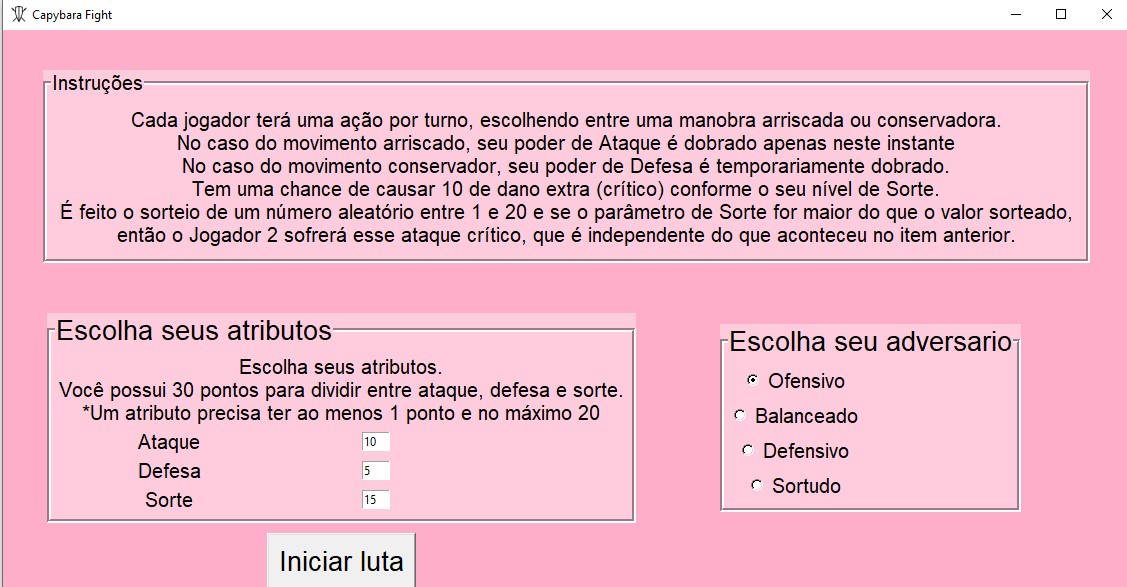 Capybara Fight
Instruções
Cada jogador terá uma ação por turno, escolhendo entre uma manobra arriscada ou conservadora.
No caso do movimento arriscado, seu poder de Ataque é dobrado apenas neste instante
No caso do movimento conservador, seu poder de Defesa é temporariamente dobrado.
Tem uma chance de causar 10 de dano extra (crítico) conforme o seu nível de Sorte.
É feito o sorteio de um número aleatório entre 1 e 20 e se o parâmetro de Sorte for maior do que o valor sorteado,
então o Jogador 2 sofrerá esse ataque crítico, que é independente do que aconteceu no item anterior.
Escolha seus atributos
Escolha seus atributos.
Você possui 30 pontos para dividir entre ataque, defesa e sorte.
*Um atributo precisa ter ao menos 1 ponto e no máximo 20
Ataque 10
Defesa 5
Sorte 15
Escolha seu adversario
Ofensivo
Balanceado
Defensivo
Sortudo
Iniciar luta